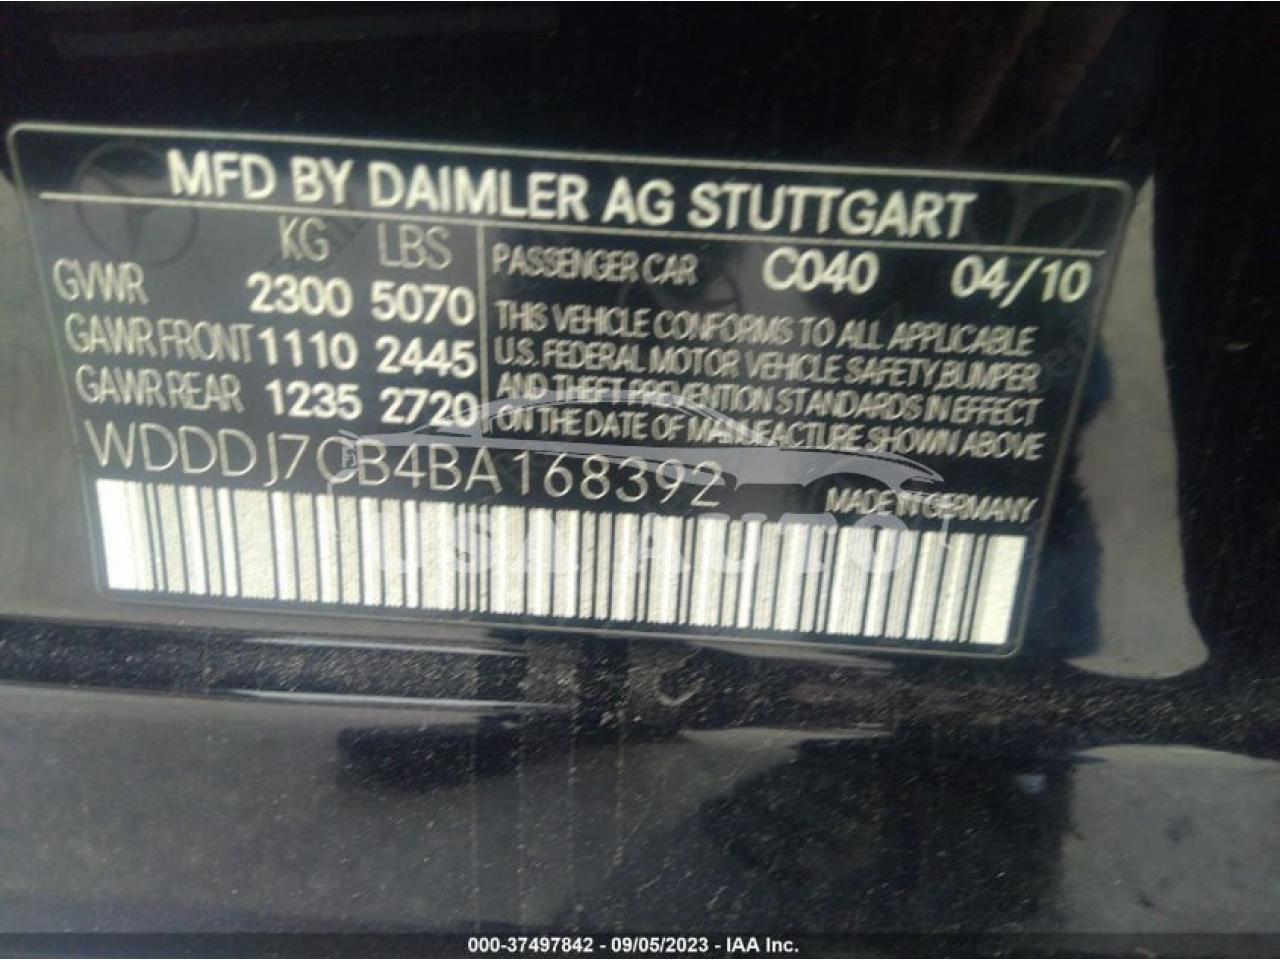 MFD BY DAIMLER AG STUTTGART
KG LBS
GVWR 2300 5070
GAWR FRONT 1110 2445
GAWR REAR 1235 2720
PASSENGER CAR C040 04/10
THIS VEHICLE CONFORMS TO ALL APPLICABLE
U.S. FEDERAL MOTOR VEHICLE SAFETY, BUMPER
AND THEFT PREVENTION STANDARDS IN EFFECT
ON THE DATE OF MANUFACTURE SHOWN ABOVE
WDDDJ7CB4BA168392
MADE IN GERMANY
USA AUTO
000-37497842 - 09/05/2023 - IAA Inc.